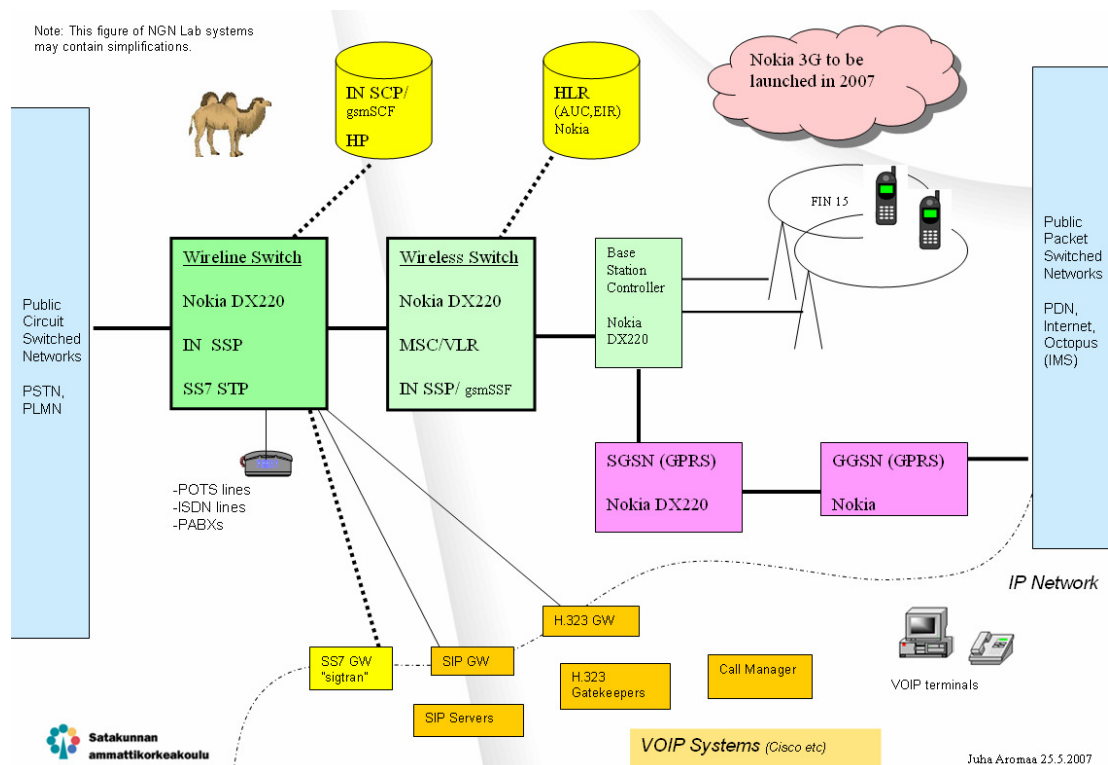 Note: This figure of NGN Lab systems
may contain simplifications.
IN SCP/
gsmSCF
HP
HLR
(AUC,EIR)
Nokia
Nokia 3G to be
launched in 2007
FIN 15
Public
Circuit
Switched
Networks
PSTN,
PLMN
Wireline Switch
Nokia DX220
IN SSP
SS7 STP
Wireless Switch
Nokia DX220
MSC/VLR
IN SSP/ gsmSSF
Base
Station
Controller
Nokia
DX220
Public
Packet
Switched
Networks
PDN,
Internet,
Octopus
(IMS)
-POTS lines
-ISDN lines
-PABXs
SGSN (GPRS)
Nokia DX220
GGSN (GPRS)
Nokia
IP Network
H.323 GW
SS7 GW
"sigtran"
SIP GW
H.323
Gatekeepers
Call Manager
VOIP terminals
SIP Servers
Satakunnan
ammattikorkeakoulu
VOIP Systems (Cisco etc)
Juha Aromaa 25.5.2007